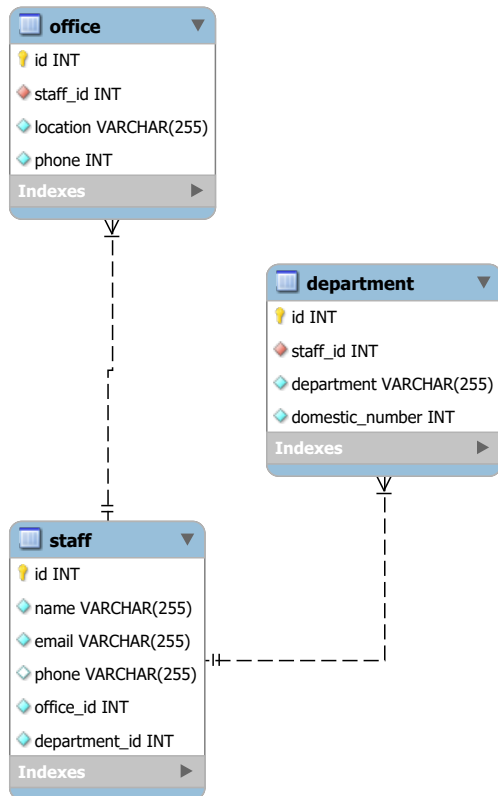 office
id INT
staff_id INT
location VARCHAR(255)
phone INT
Indexes
department
id INT
staff_id INT
department VARCHAR(255)
domestic_number INT
Indexes
staff
id INT
name VARCHAR(255)
email VARCHAR(255)
phone VARCHAR(255)
office_id INT
department_id INT
Indexes